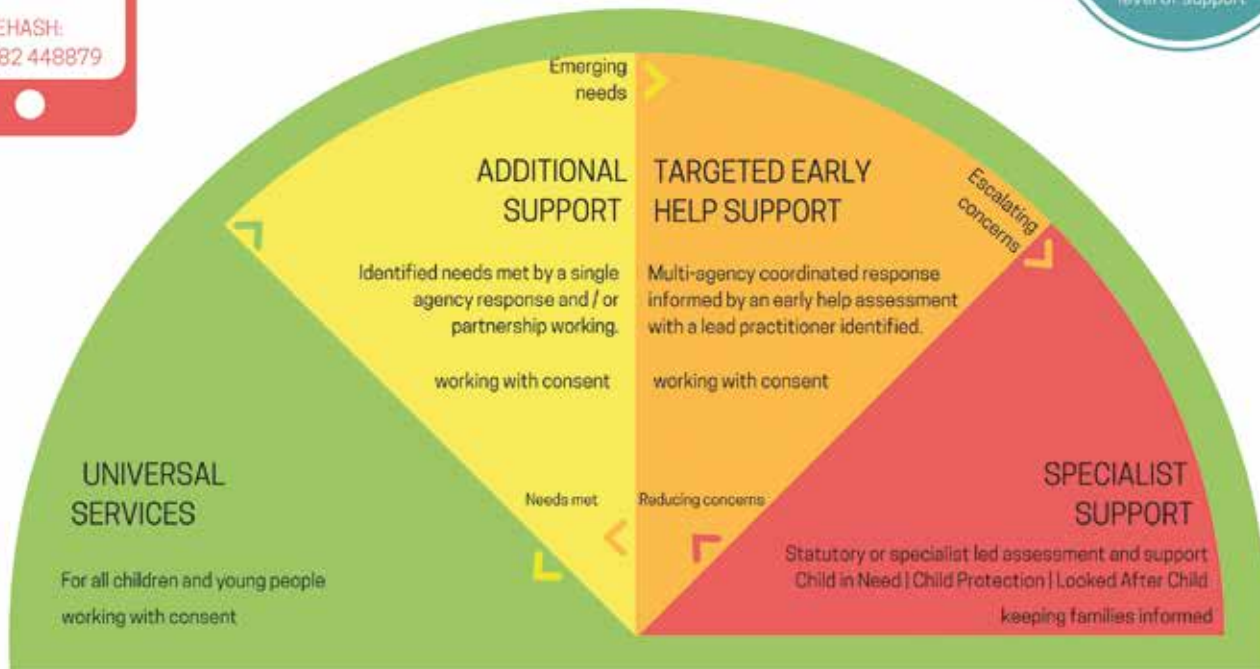 EHASH:
82 448879
level of support
Emerging
needs
ADDITIONAL
SUPPORT
Identified needs met by a single
agency response and / or
partnership working.
working with consent
TARGETED EARLY
HELP SUPPORT
Multi-agency coordinated response
informed by an early help assessment
with a lead practitioner identified.
working with consent
Escalating
concerns
UNIVERSAL
SERVICES
For all children and young people
working with consent
Needs met
Reducing concerns
SPECIALIST
SUPPORT
Statutory or specialist led assessment and support
Child in Need | Child Protection | Looked After Child
keeping families informed